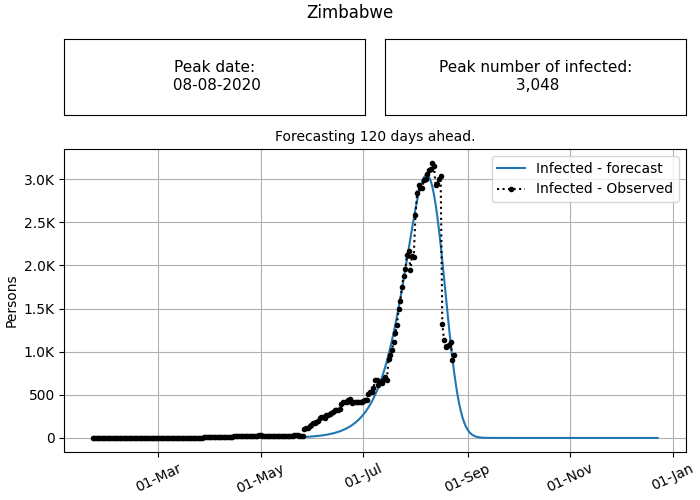 Zimbabwe
Peak date:
08-08-2020
Peak number of infected:
3,048
Forecasting 120 days ahead.
Infected - forecast
Infected - Observed
3.0K
2.5K
2.0K
1.5K
1.0K
500
0
Persons
01-Mar
01-May
01-Jul
01-Sep
01-Nov
01-Jan